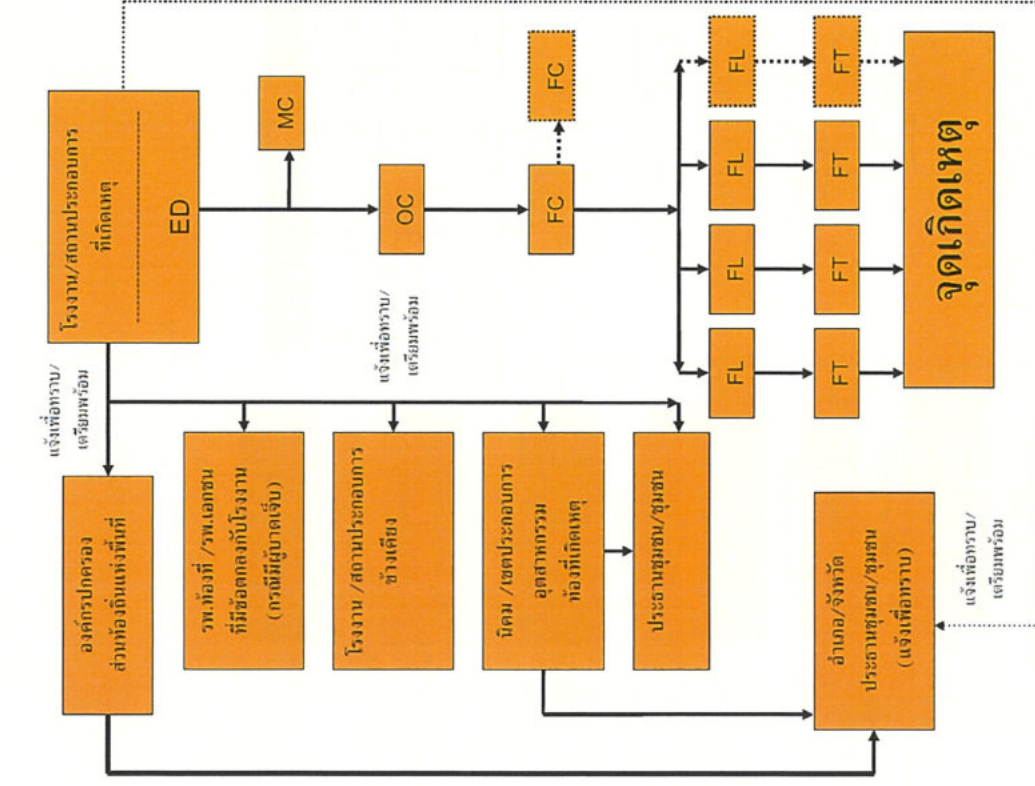 โรงงาน/สถานประกอบการ
ที่เกิดเหตุ
ED
MC
OC
FC
FC
FL
FL
FL
FL
FT
FT
FT
FT
จุดเกิดเหตุ
แจ้งเพื่อทราบ/
เตรียมพร้อม
แจ้งเพื่อทราบ/
เตรียมพร้อม
องค์กรปกครอง
ส่วนท้องถิ่นแห่งพื้นที่
รพ.ท้องที่ /รพ.เอกชน
ที่มีข้อตกลงกับโรงงาน
(กรณีมีผู้บาดเจ็บ)
โรงงาน /สถานประกอบการ
ข้างเคียง
นิคม /เขตประกอบการ
อุตสาหกรรม
ท้องที่เกิดเหตุ
ประธานชุมชน/ชุมชน
อำเภอ/จังหวัด
ประธานชุมชน/ชุมชน
(แจ้งเพื่อทราบ)
แจ้งเพื่อทราบ/
เตรียมพร้อม